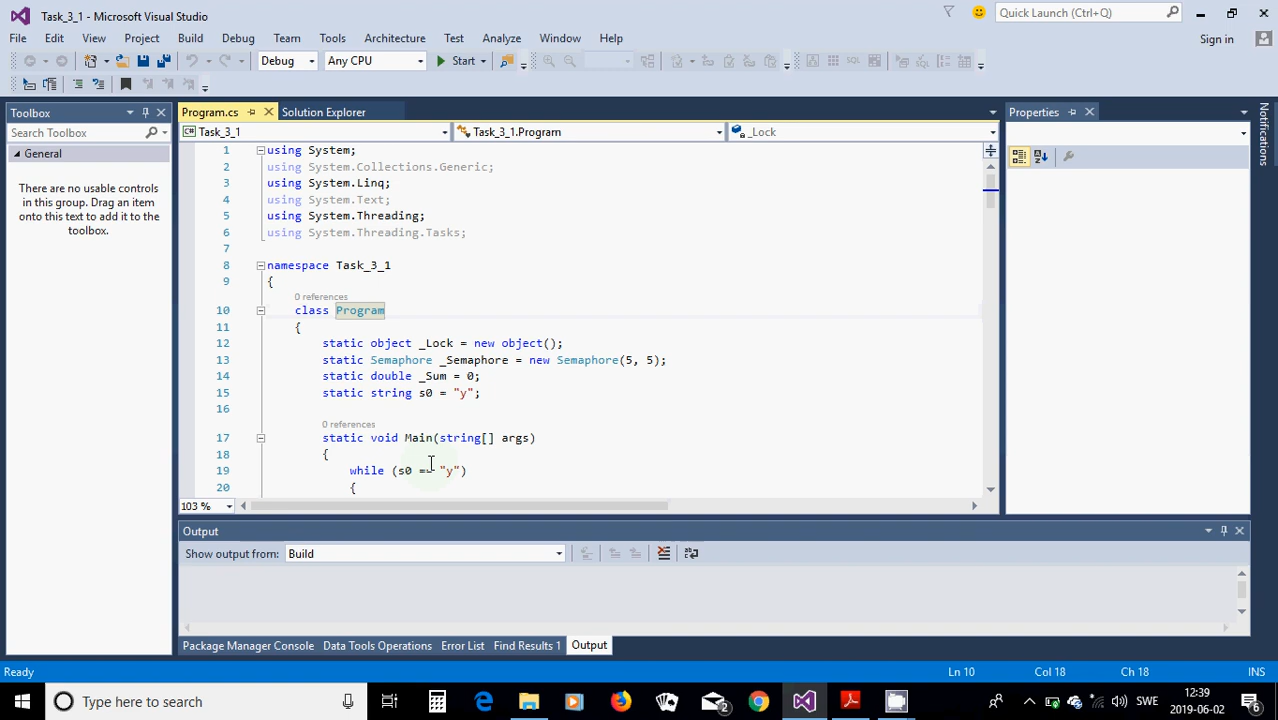 Task_3_1 - Microsoft Visual Studio
Quick Launch (Ctrl+Q)
File Edit View Project Build Debug Team Tools Architecture Test Analyze Window Help
Sign in
Debug Any CPU Start
Toolbox
Program.cs Solution Explorer
Properties
Notifications
Search Toolbox
Task_3_1 Task_3_1.Program _Lock
General
There are no usable controls
in this group. Drag an item
onto this text to add it to the
toolbox.
1 using System;
2 using System.Collections.Generic;
3 using System.Linq;
4 using System.Text;
5 using System.Threading;
6 using System.Threading.Tasks;
7
8 namespace Task_3_1
9 {
0 references
10 class Program
11 {
12 static object _Lock = new object();
13 static Semaphore _Semaphore = new Semaphore(5, 5);
14 static double _Sum = 0;
15 static string s0 = "y";
16
0 references
17 static void Main(string[] args)
18 {
19 while (s0 == "y")
20 {
103 %
Output
Show output from: Build
Package Manager Console Data Tools Operations Error List Find Results 1 Output
Ready Ln 10 Col 18 Ch 18 INS
Type here to search
2
SWE
12:39
2019-06-02
6